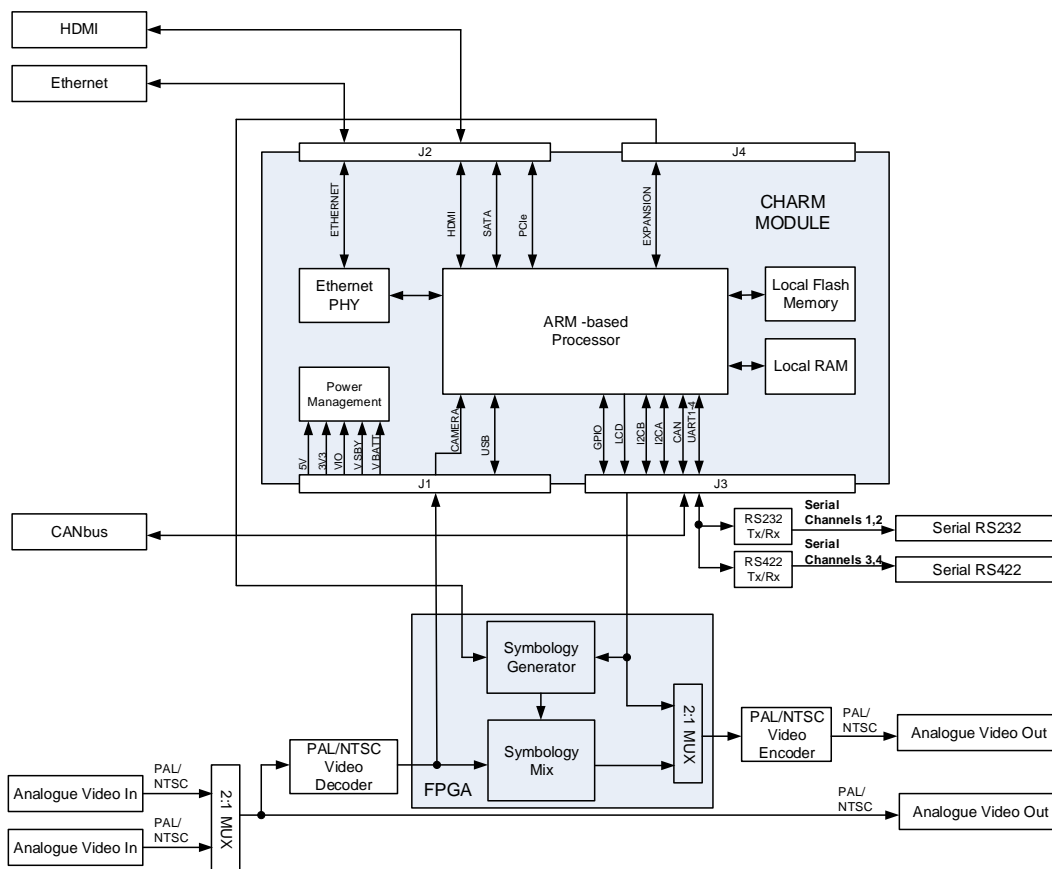 HDMI
Ethernet
J2
J4
ETHERNET
HDMI
SATA
PCIe
EXPANSION
CHARM
MODULE
Ethernet
PHY
ARM -based
Processor
Local Flash
Memory
Local RAM
Power
Management
5V
3V3
VIO
V SBY
V BATT
CAMERA
USB
GPIO
LCD
I2CB
I2CA
CAN
UART1-4
J1
J3
CANbus
RS232
Tx/Rx
Serial
Channels 1,2
Serial RS232
RS422
Tx/Rx
Serial
Channels 3,4
Serial RS422
Symbology
Generator
2:1 MUX
PAL/NTSC
Video
Encoder
PAL/
NTSC
Analogue Video Out
PAL/NTSC
Video
Decoder
Symbology
Mix
FPGA
Analogue Video In
PAL/
NTSC
2:1 MUX
PAL/
NTSC
Analogue Video Out
Analogue Video In
PAL/
NTSC